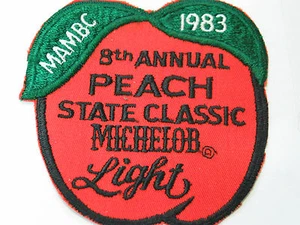 MAMBC 1983
8th ANNUAL
PEACH
STATE CLASSIC
MICHELOB®
Light